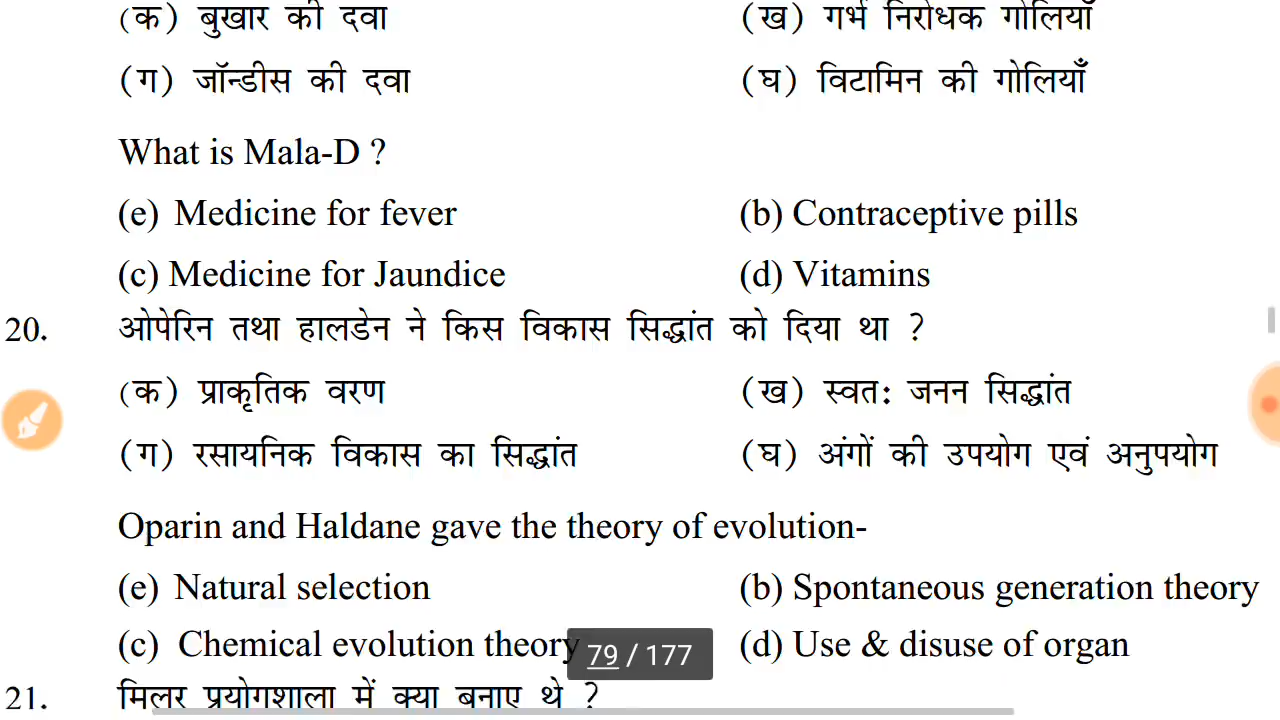 (क) बुखार की दवा (ख) गर्भ निरोधक गोलियाँ
(ग) जॉन्डीस की दवा (घ) विटामिन की गोलियाँ
What is Mala-D ?
(e) Medicine for fever (b) Contraceptive pills
(c) Medicine for Jaundice (d) Vitamins
20. ओपेरिन तथा हालडेन ने किस विकास सिद्धांत को दिया था ?
(क) प्राकृतिक वरण (ख) स्वतः जनन सिद्धांत
(ग) रसायनिक विकास का सिद्धांत (घ) अंगों की उपयोग एवं अनुपयोग
Oparin and Haldane gave the theory of evolution-
(e) Natural selection (b) Spontaneous generation theory
(c) Chemical evolution theory (d) Use & disuse of organ
79 / 177
21. मिलर प्रयोगशाला में क्या बनाए थे ?